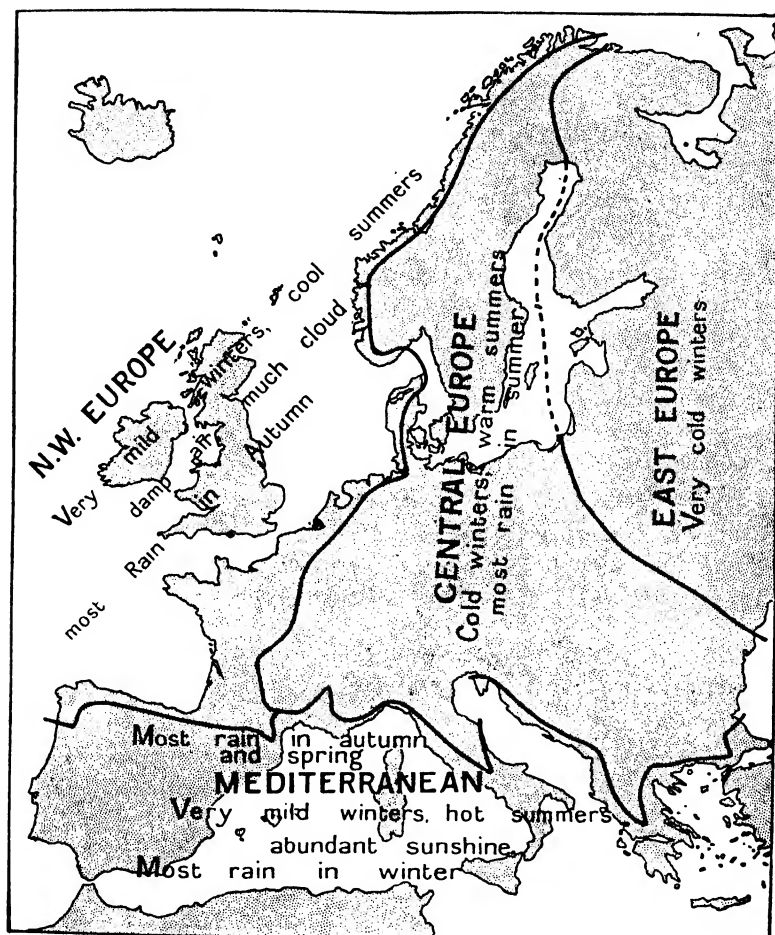 N.W. EUROPE
Very mild winters, cool summers
damp in much cloud
most Rain in Autumn
CENTRAL EUROPE
Cold winters, warm summers
most rain in summer
EAST EUROPE
Very cold winters
Most rain in autumn
and spring
MEDITERRANEAN
Very mild winters, hot summers
abundant sunshine
Most rain in winter